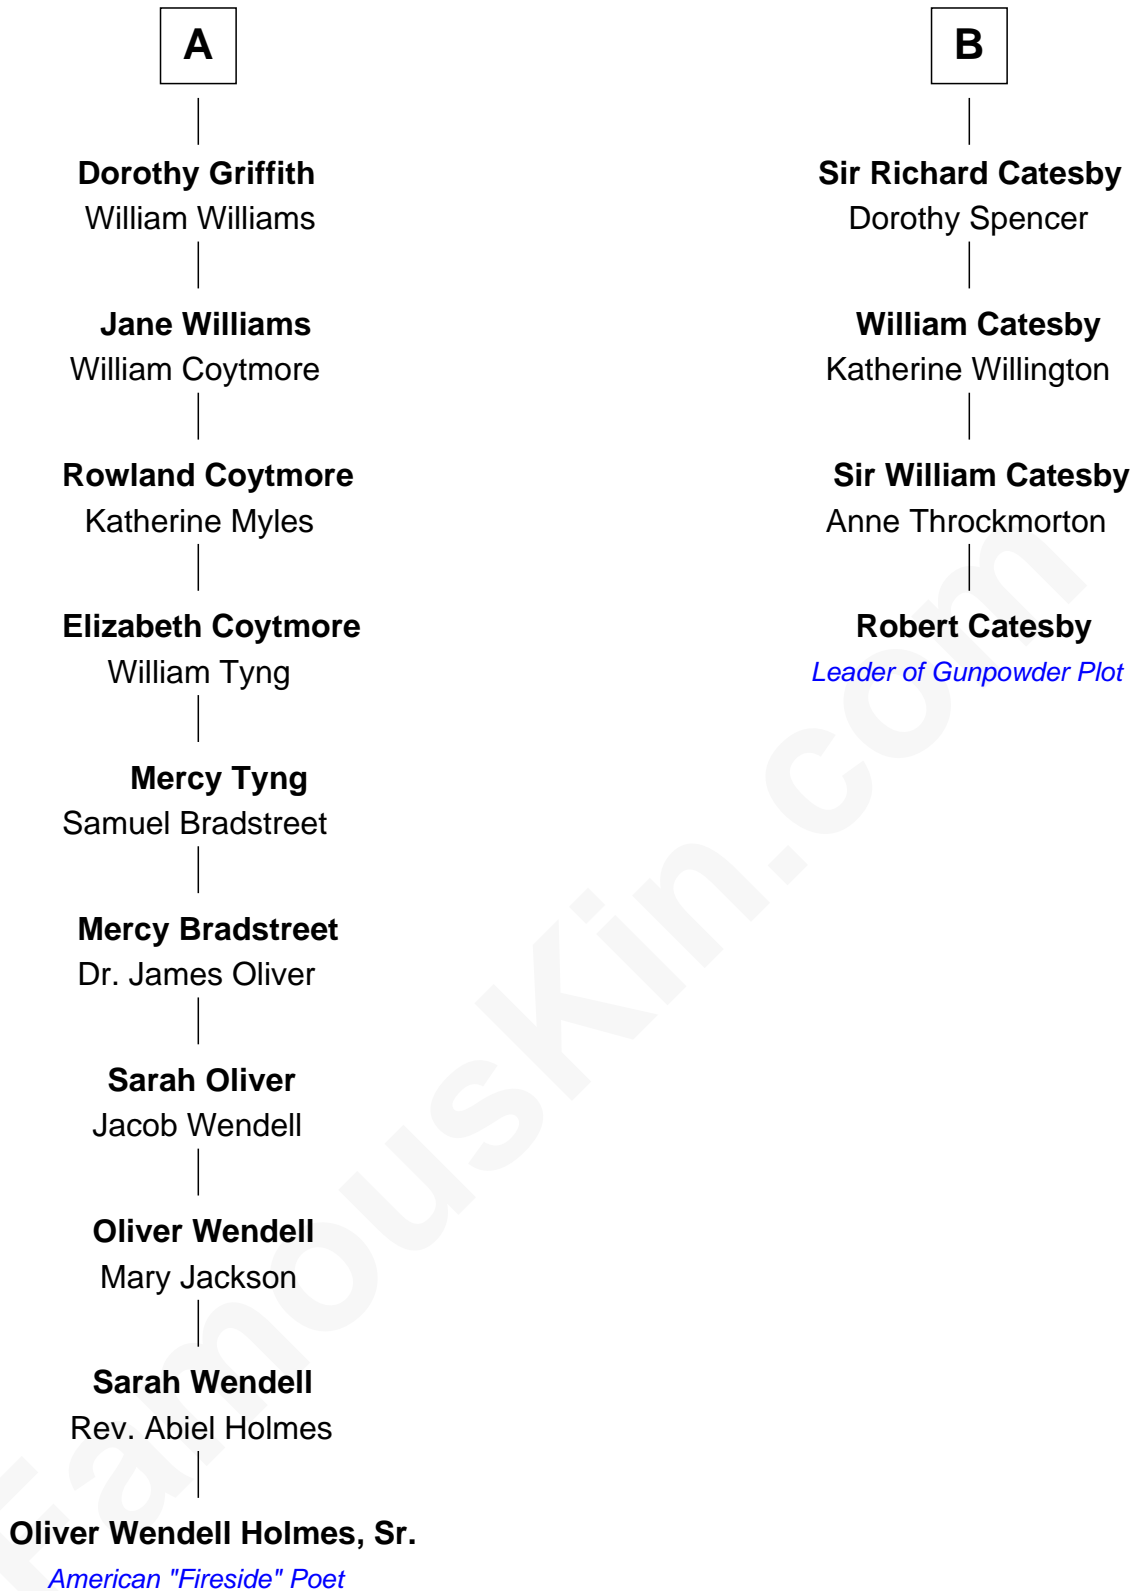 A
Dorothy Griffith
William Williams
Jane Williams
William Coytmore
Rowland Coytmore
Katherine Myles
Elizabeth Coytmore
William Tyng
Mercy Tyng
Samuel Bradstreet
Mercy Bradstreet
Dr. James Oliver
Sarah Oliver
Jacob Wendell
Oliver Wendell
Mary Jackson
Sarah Wendell
Rev. Abiel Holmes
Oliver Wendell Holmes, Sr.
American "Fireside" Poet
B
Sir Richard Catesby
Dorothy Spencer
William Catesby
Katherine Willington
Sir William Catesby
Anne Throckmorton
Robert Catesby
Leader of Gunpowder Plot
FamousKin.com